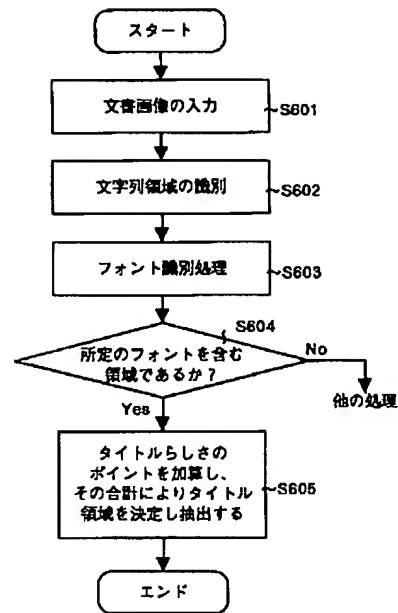 スタート
文書画像の入力
~S601
文字列領域の識別
~S602
フォント識別処理
~S603
S604
所定のフォントを含む
領域であるか?
No
Yes
他の処理
タイトルらしさの
ポイントを加算し、
その合計によりタイトル
領域を決定し抽出する
~S605
エンド